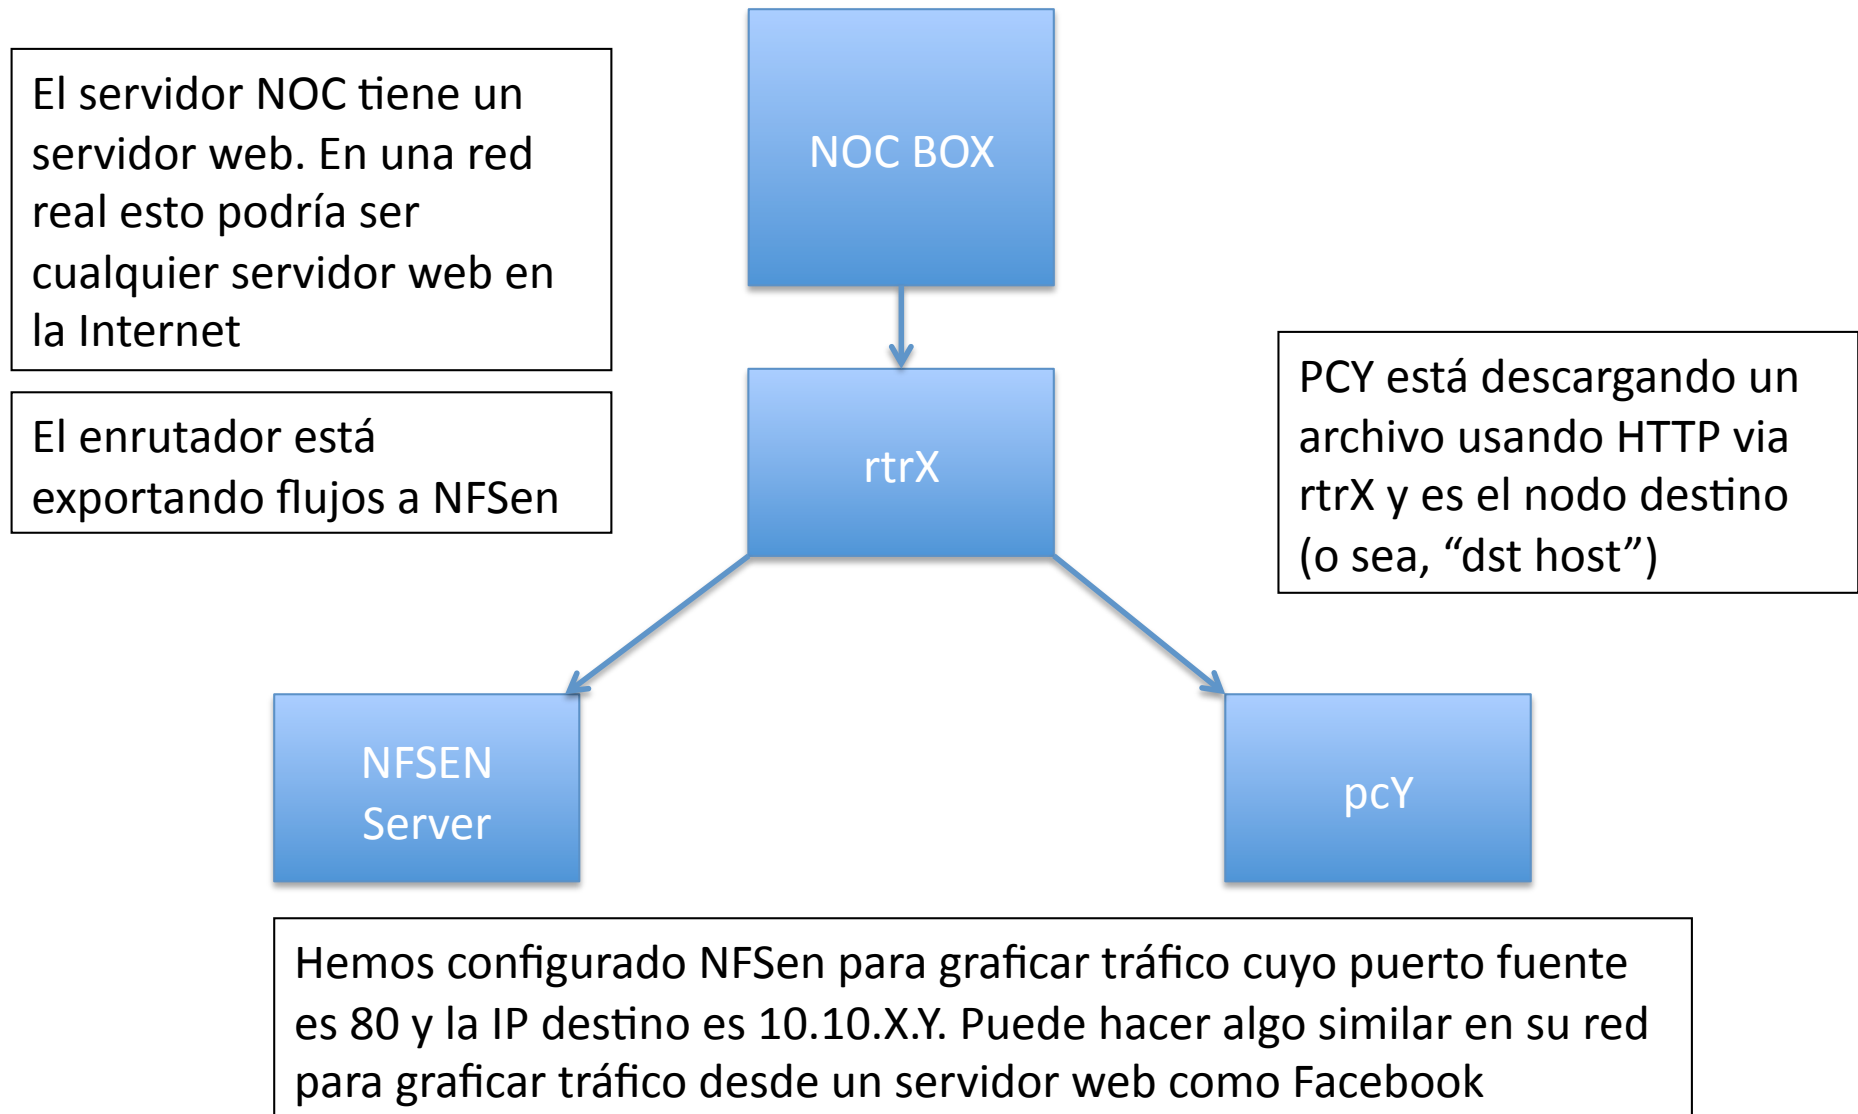 El servidor NOC tiene un
servidor web. En una red
real esto podría ser
cualquier servidor web en
la Internet
NOC BOX
El enrutador está
exportando flujos a NFSen
rtrX
PCY está descargando un
archivo usando HTTP via
rtrX y es el nodo destino
(o sea, “dst host”)
NFSEN
Server
pcY
Hemos configurado NFSen para graficar tráfico cuyo puerto fuente
es 80 y la IP destino es 10.10.X.Y. Puede hacer algo similar en su red
para graficar tráfico desde un servidor web como Facebook